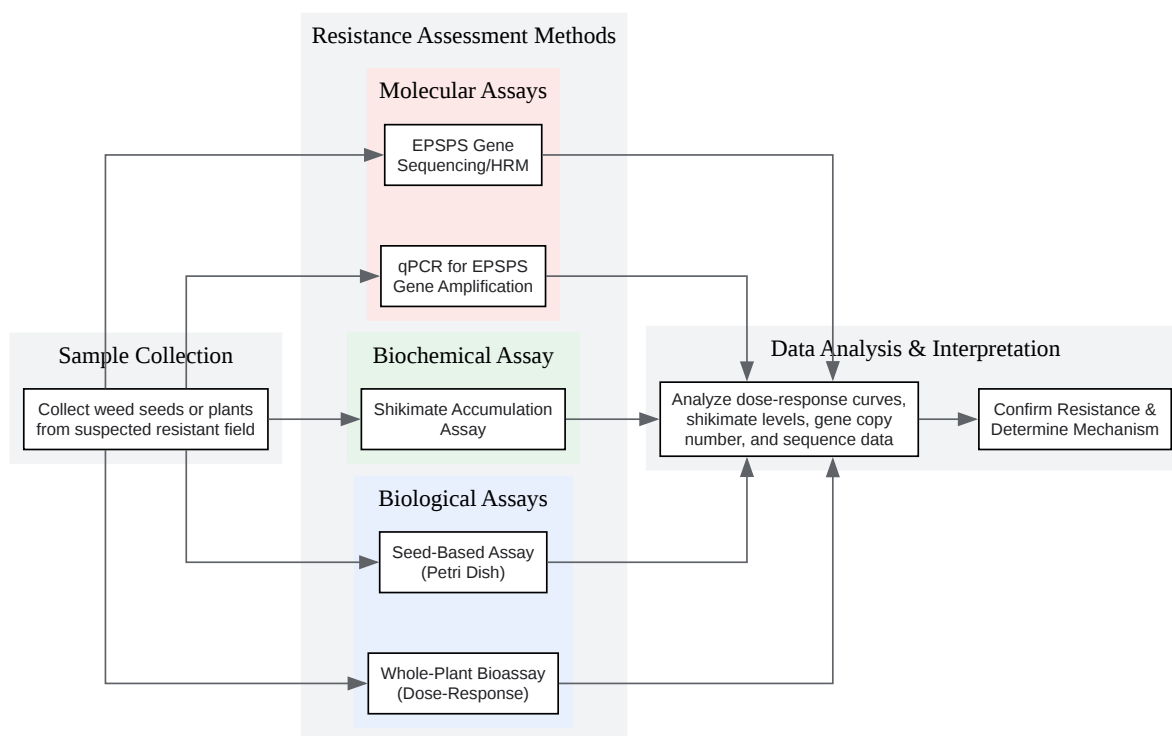 Resistance Assessment Methods
Molecular Assays
EPSPS Gene
Sequencing/HRM
qPCR for EPSPS
Gene Amplification
Sample Collection
Collect weed seeds or plants
from suspected resistant field
Biochemical Assay
Shikimate Accumulation
Assay
Biological Assays
Seed-Based Assay
(Petri Dish)
Whole-Plant Bioassay
(Dose-Response)
Data Analysis & Interpretation
Analyze dose-response curves,
shikimate levels, gene copy
number, and sequence data
Confirm Resistance &
Determine Mechanism